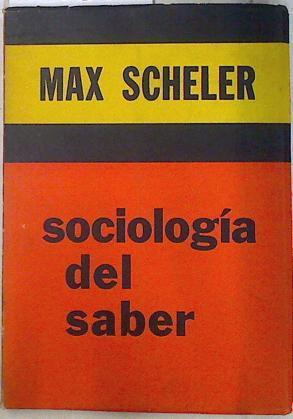 MAX SCHELER
sociología
del
saber